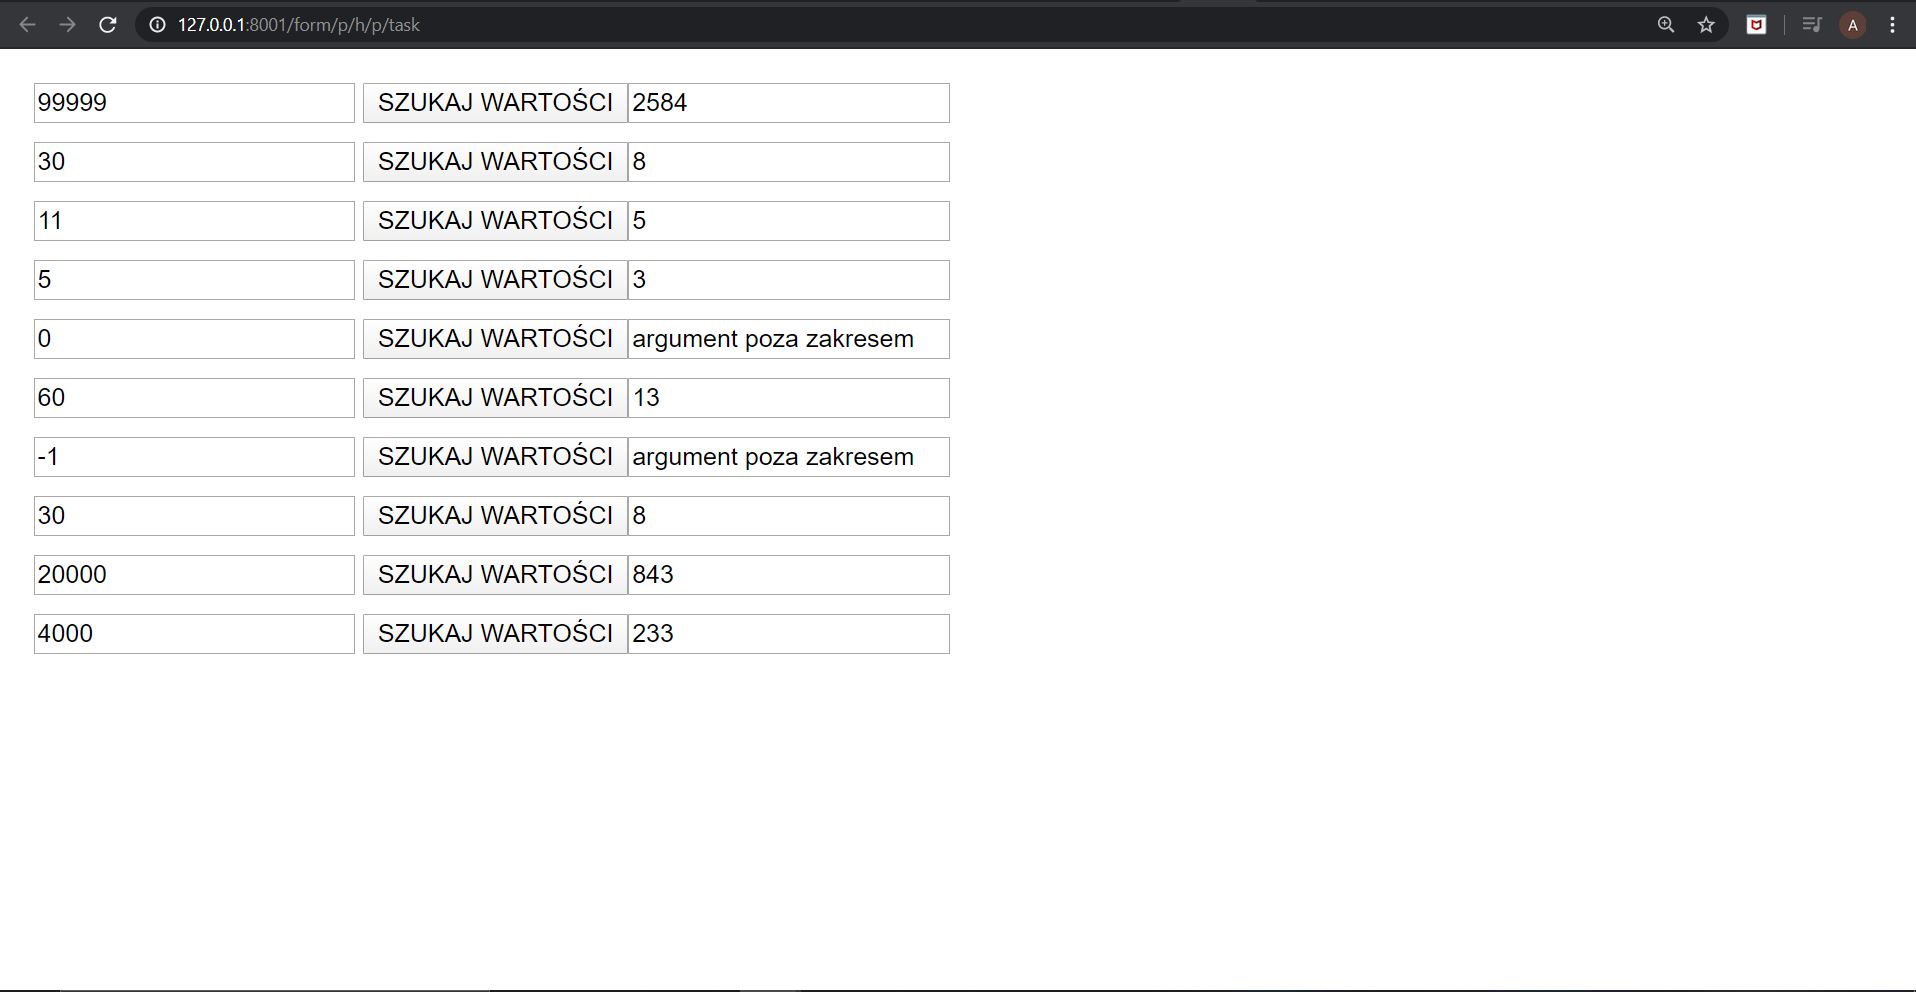 127.0.0.1:8001/form/p/h/p/task
A
99999 SZUKAJ WARTOŚCI 2584
30 SZUKAJ WARTOŚCI 8
11 SZUKAJ WARTOŚCI 5
5 SZUKAJ WARTOŚCI 3
0 SZUKAJ WARTOŚCI argument poza zakresem
60 SZUKAJ WARTOŚCI 13
-1 SZUKAJ WARTOŚCI argument poza zakresem
30 SZUKAJ WARTOŚCI 8
20000 SZUKAJ WARTOŚCI 843
4000 SZUKAJ WARTOŚCI 233